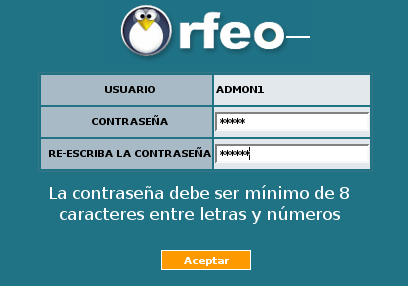 Orfeo
USUARIO ADMON1
CONTRASEÑA *****
RE-ESCRIBA LA CONTRASEÑA ******
La contraseña debe ser mínimo de 8
caracteres entre letras y números
Aceptar